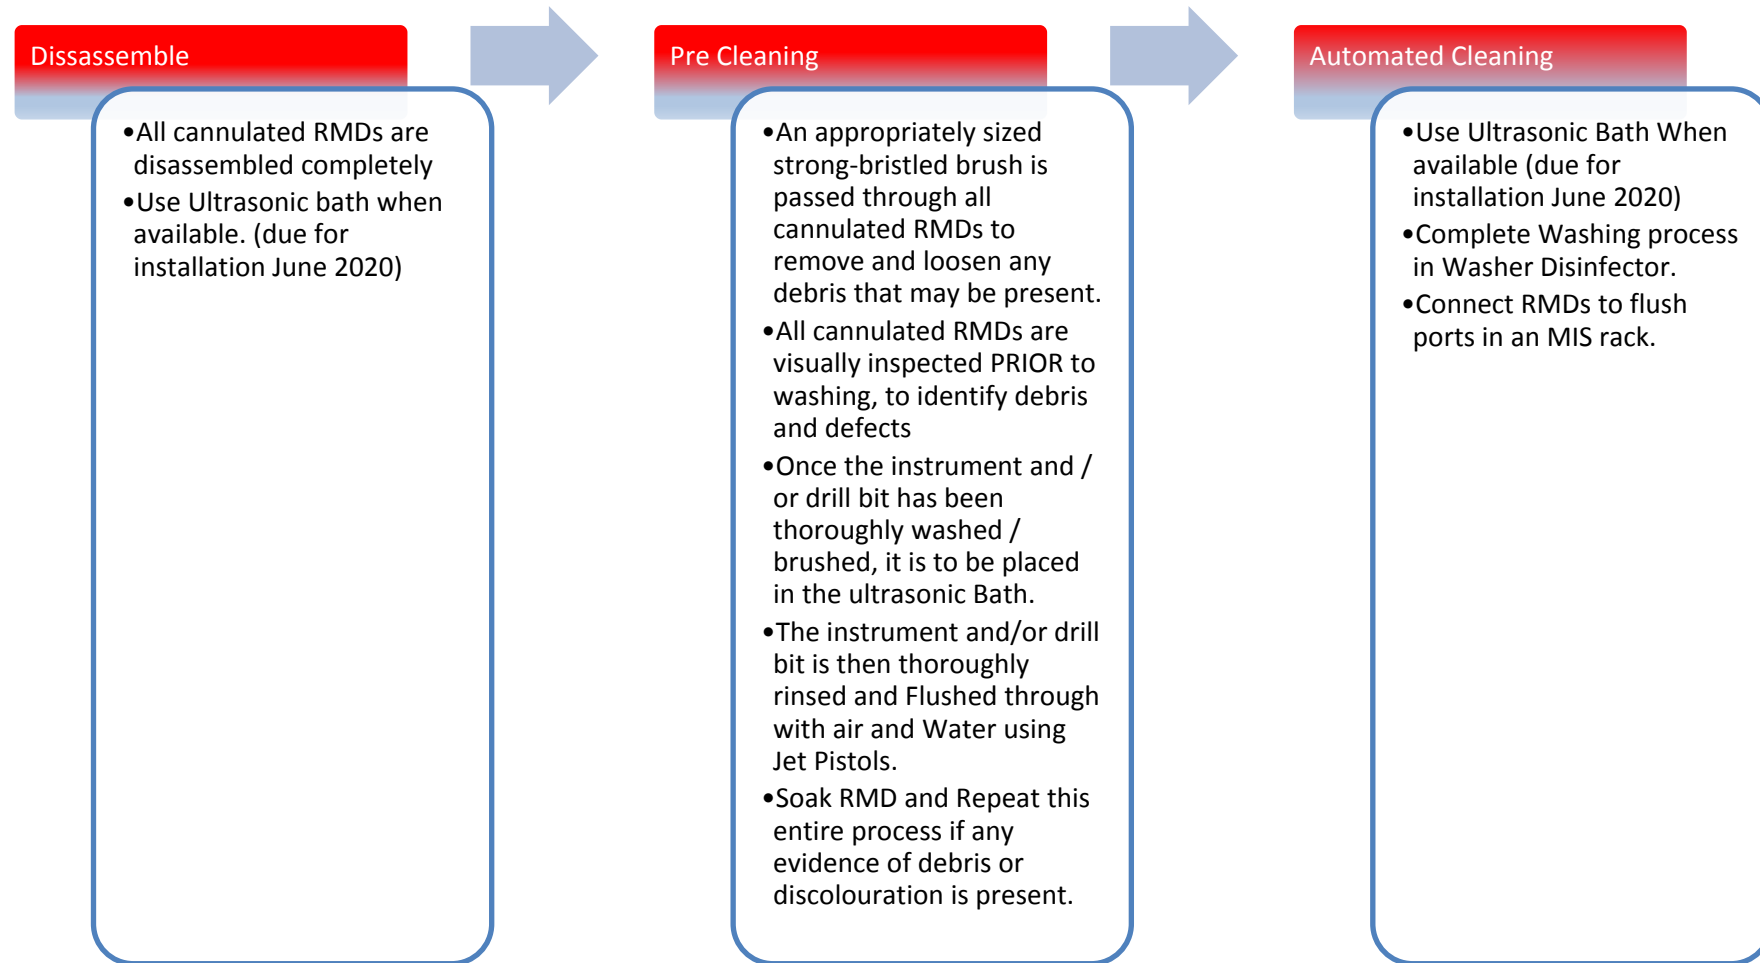 Dissassemble
•All cannulated RMDs are
disassembled completely
•Use Ultrasonic bath when
available. (due for
installation June 2020)
Pre Cleaning
•An appropriately sized
strong-bristled brush is
passed through all
cannulated RMDs to
remove and loosen any
debris that may be present.
•All cannulated RMDs are
visually inspected PRIOR to
washing, to identify debris
and defects
•Once the instrument and /
or drill bit has been
thoroughly washed /
brushed, it is to be placed
in the ultrasonic Bath.
•The instrument and/or drill
bit is then thoroughly
rinsed and Flushed through
with air and Water using
Jet Pistols.
•Soak RMD and Repeat this
entire process if any
evidence of debris or
discolouration is present.
Automated Cleaning
•Use Ultrasonic Bath When
available (due for
installation June 2020)
•Complete Washing process
in Washer Disinfector.
•Connect RMDs to flush
ports in an MIS rack.